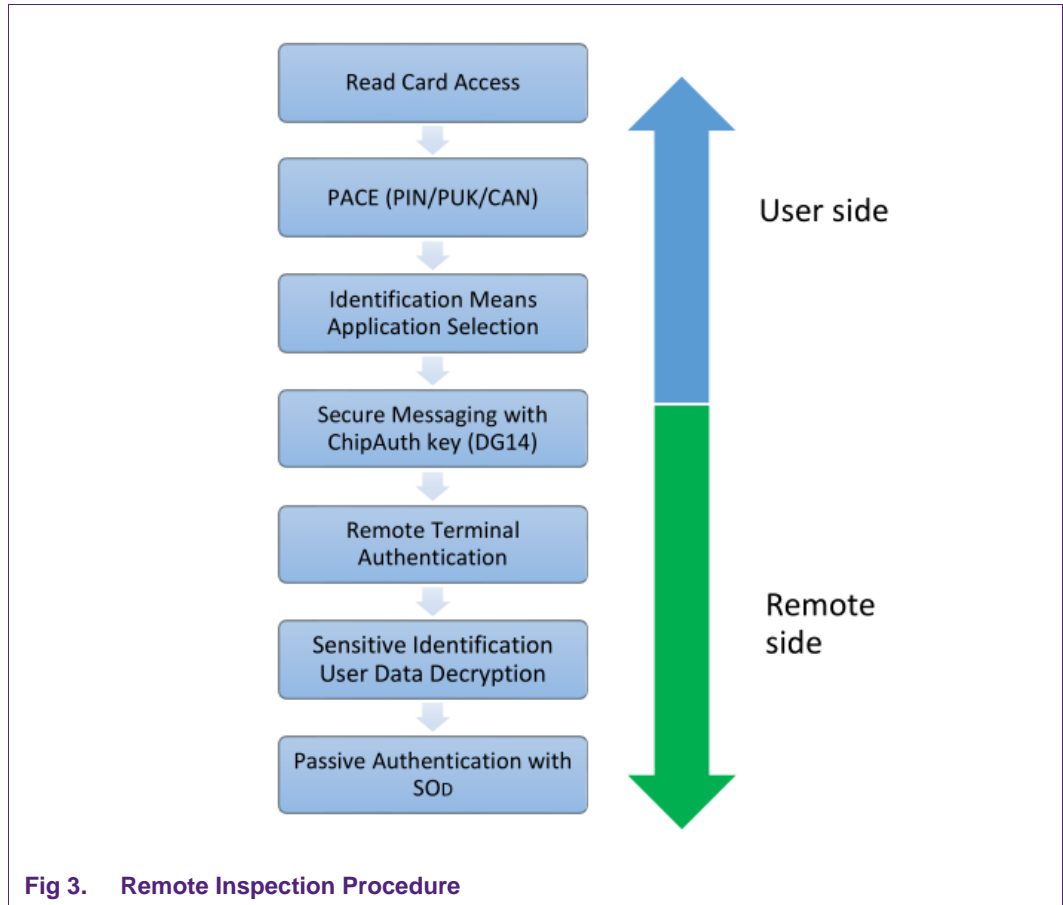 Read Card Access
PACE (PIN/PUK/CAN)
User side
Identification Means
Application Selection
Secure Messaging with
ChipAuth key (DG14)
Remote Terminal
Authentication
Remote
side
Sensitive Identification
User Data Decryption
Passive Authentication with
SOD
Fig 3. Remote Inspection Procedure